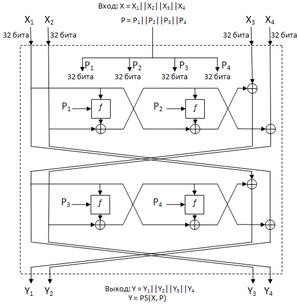 Вход: X = X₁||X₂||X₃||X₄
P = P₁||P₂||P₃||P₄
X₁ X₂ X₃ X₄
32 бита 32 бита 32 бита 32 бита
P₁ P₂ P₃ P₄
32 бита 32 бита 32 бита 32 бита
P₁ f P₂ f
P₃ f P₄ f
Y₁ Y₂ Y₃ Y₄
Выход: Y = Y₁||Y₂||Y₃||Y₄
Y = PS(X, P)